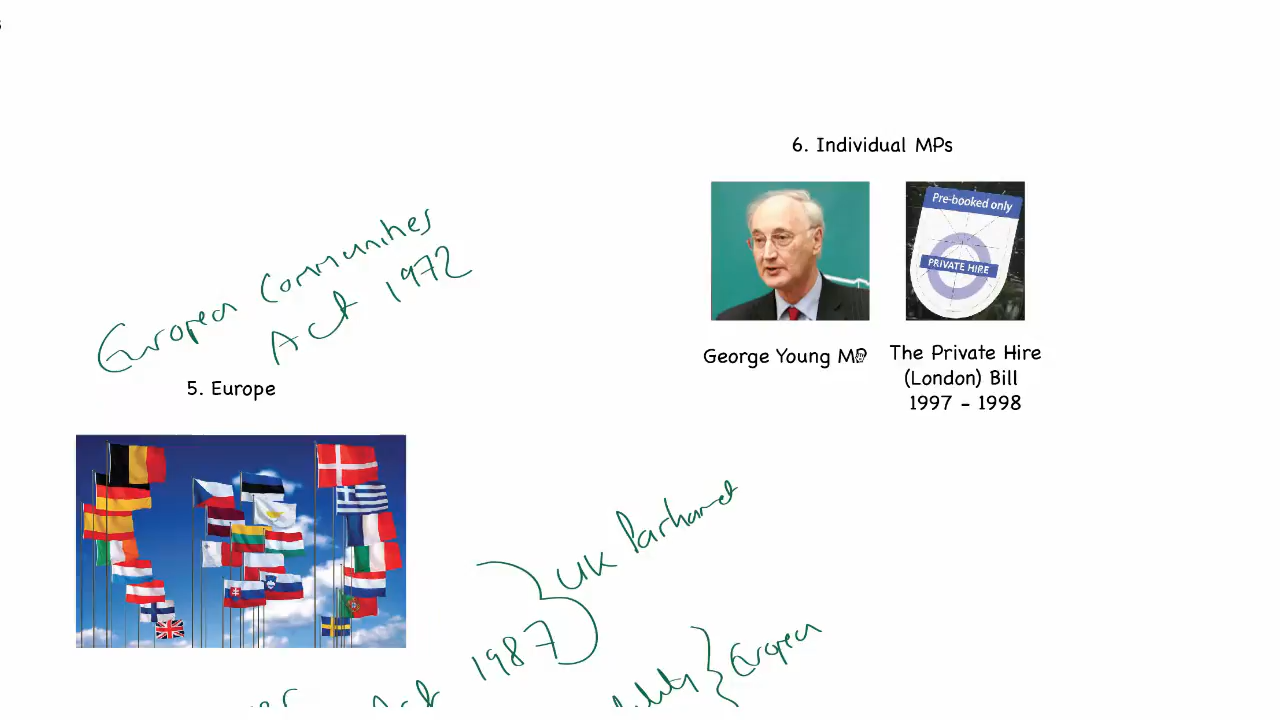 6. Individual MPs
Pre-booked only
PRIVATE HIRE
European Communities
Act 1972
George Young MP
The Private Hire
(London) Bill
1997 - 1998
5. Europe
UK Parliament
Act 1987
European